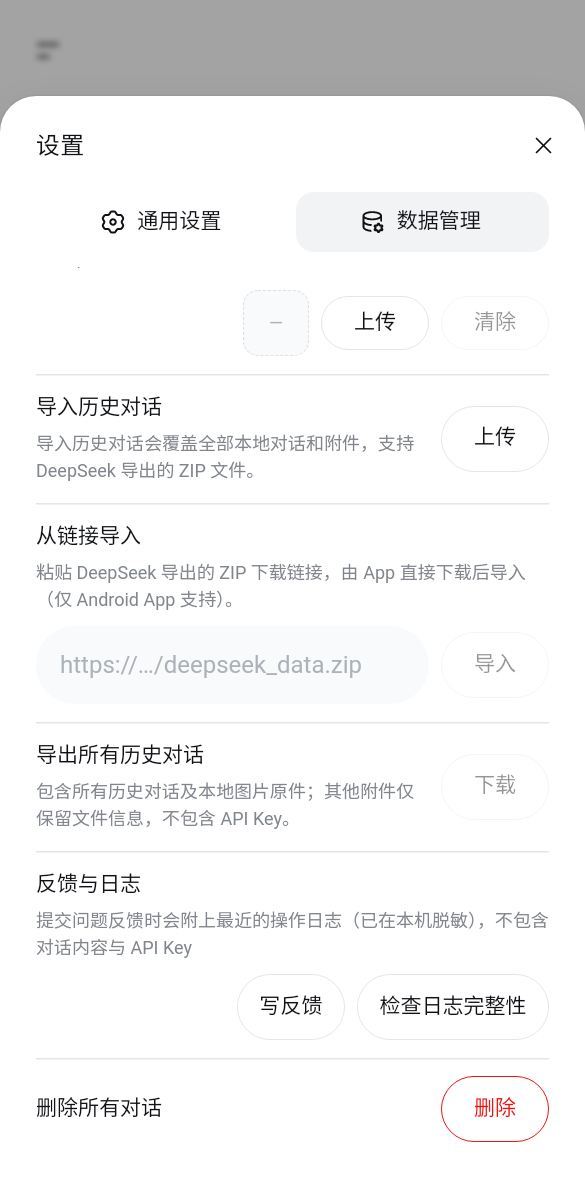 设置
通用设置
数据管理
上传
清除
导入历史对话
导入历史对话会覆盖全部本地对话和附件，支持
DeepSeek 导出的 ZIP 文件。
上传
从链接导入
粘贴 DeepSeek 导出的 ZIP 下载链接，由 App 直接下载后导入
（仅 Android App 支持）。
https://.../deepseek_data.zip
导入
导出所有历史对话
包含所有历史对话及本地图片原件；其他附件仅
保留文件信息，不包含 API Key。
下载
反馈与日志
提交问题反馈时会附上最近的操作日志（已在本机脱敏），不包含
对话内容与 API Key
写反馈
检查日志完整性
删除所有对话
删除